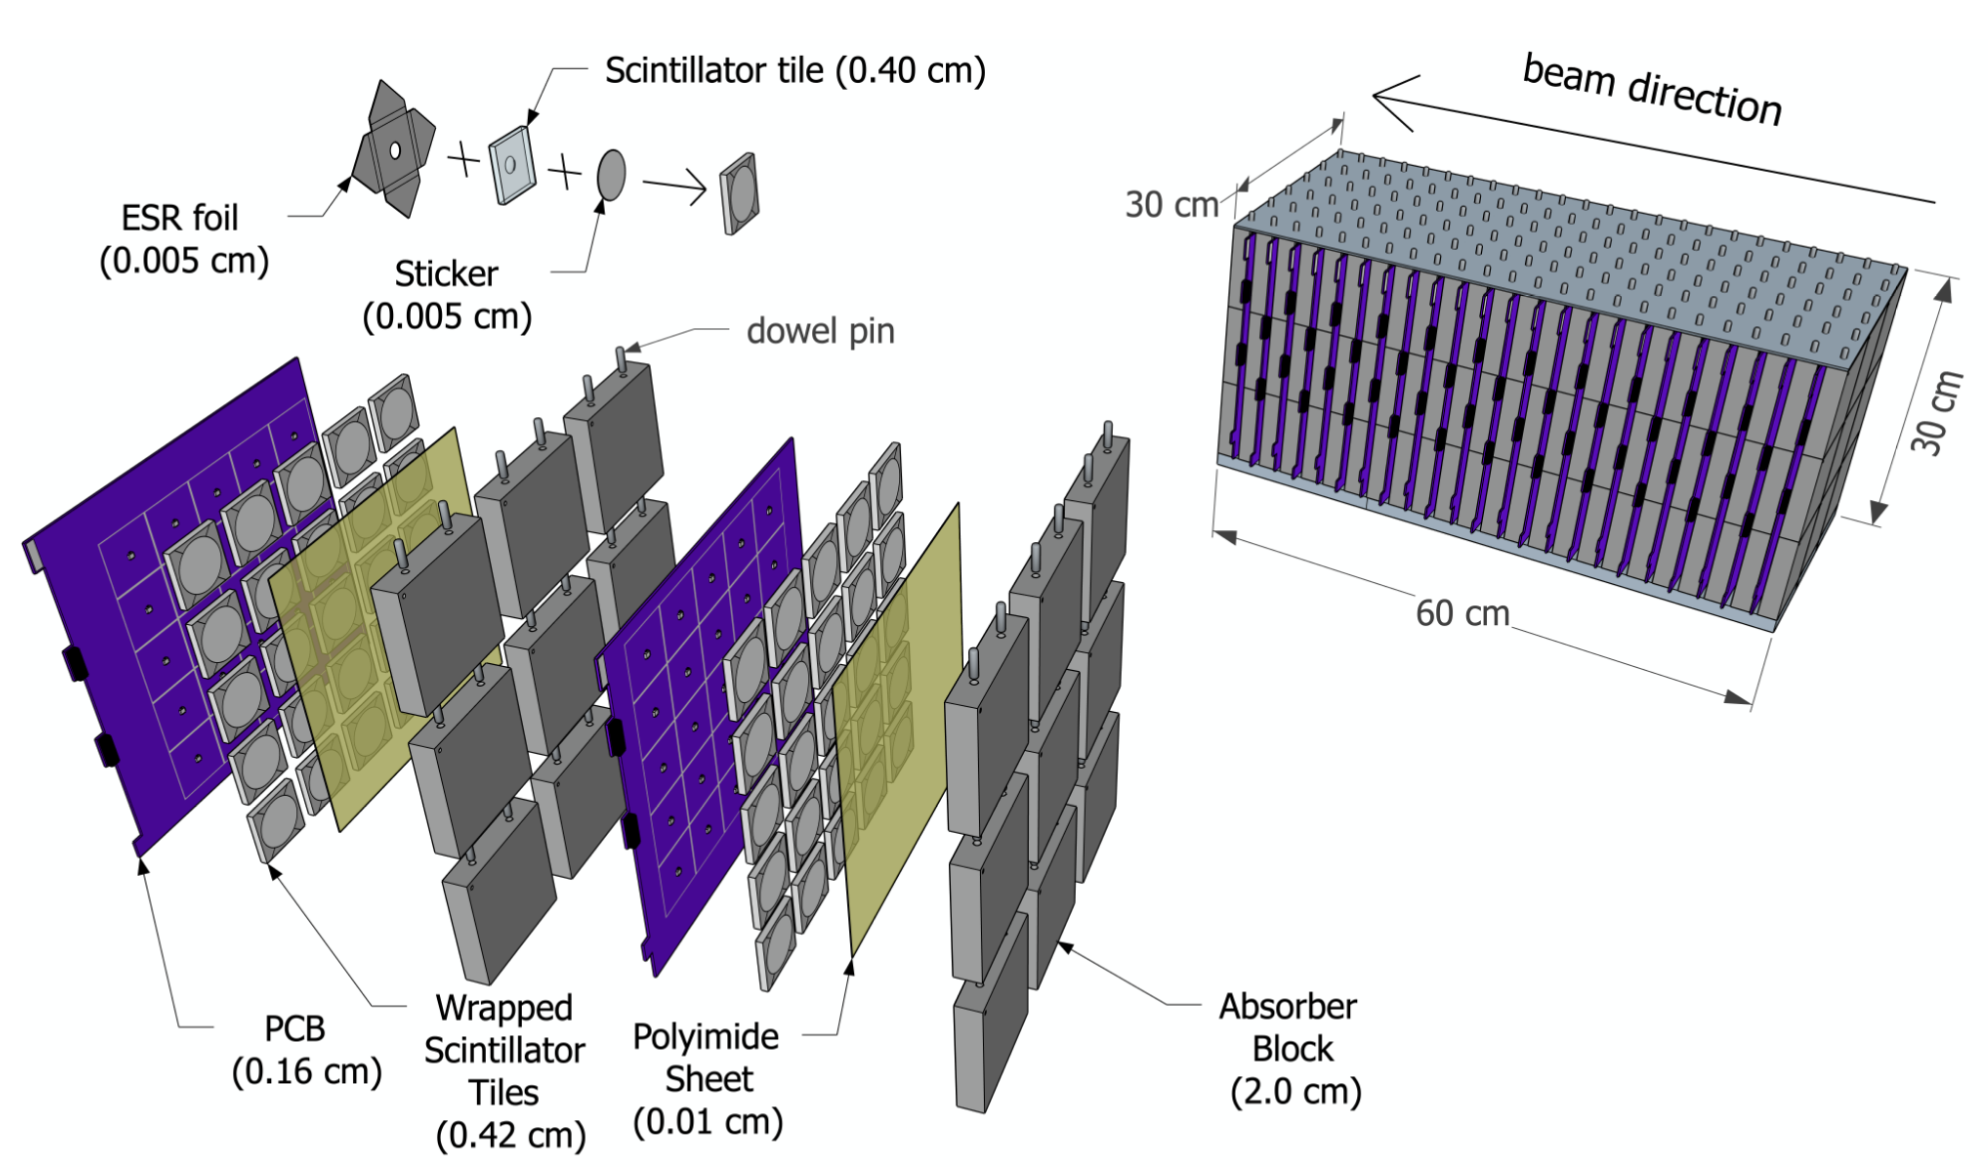 Scintillator tile (0.40 cm)
ESR foil
(0.005 cm)
Sticker
(0.005 cm)
dowel pin
beam direction
30 cm
30 cm
60 cm
PCB
(0.16 cm)
Wrapped
Scintillator
Tiles
(0.42 cm)
Polyimide
Sheet
(0.01 cm)
Absorber
Block
(2.0 cm)